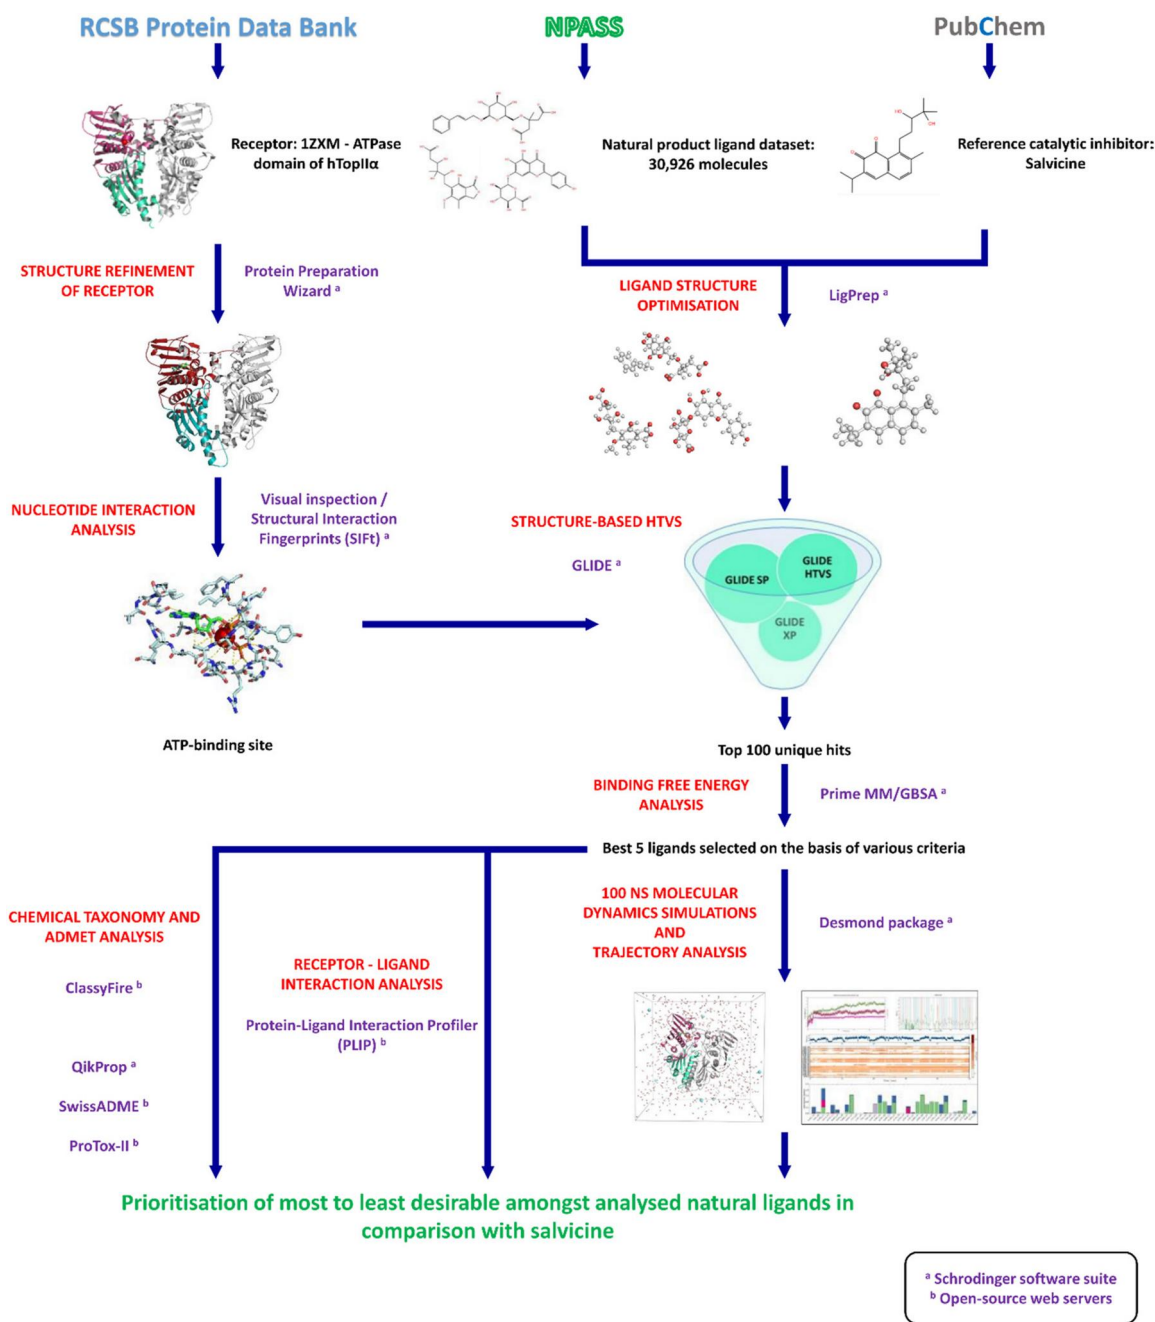 RCSB Protein Data Bank
NPASS
PubChem
Receptor: 1ZXM - ATPase
domain of hTopIIα
Natural product ligand dataset:
30,926 molecules
Reference catalytic inhibitor:
Salvicine
STRUCTURE REFINEMENT
OF RECEPTOR
Protein Preparation
Wizard ᵃ
LIGAND STRUCTURE
OPTIMISATION
LigPrep ᵃ
NUCLEOTIDE INTERACTION
ANALYSIS
Visual inspection /
Structural Interaction
Fingerprints (SIFt) ᵃ
STRUCTURE-BASED HTVS
GLIDE ᵃ
GLIDE SP
GLIDE
HTVS
GLIDE
XP
ATP-binding site
Top 100 unique hits
BINDING FREE ENERGY
ANALYSIS
Prime MM/GBSA ᵃ
Best 5 ligands selected on the basis of various criteria
CHEMICAL TAXONOMY AND
ADMET ANALYSIS
ClassyFire ᵇ
QikProp ᵃ
SwissADME ᵇ
ProTox-II ᵇ
RECEPTOR - LIGAND
INTERACTION ANALYSIS
Protein-Ligand Interaction Profiler
(PLIP) ᵇ
100 NS MOLECULAR
DYNAMICS SIMULATIONS
AND
TRAJECTORY ANALYSIS
Desmond package ᵃ
Prioritisation of most to least desirable amongst analysed natural ligands in
comparison with salvicine
ᵃ Schrodinger software suite
ᵇ Open-source web servers